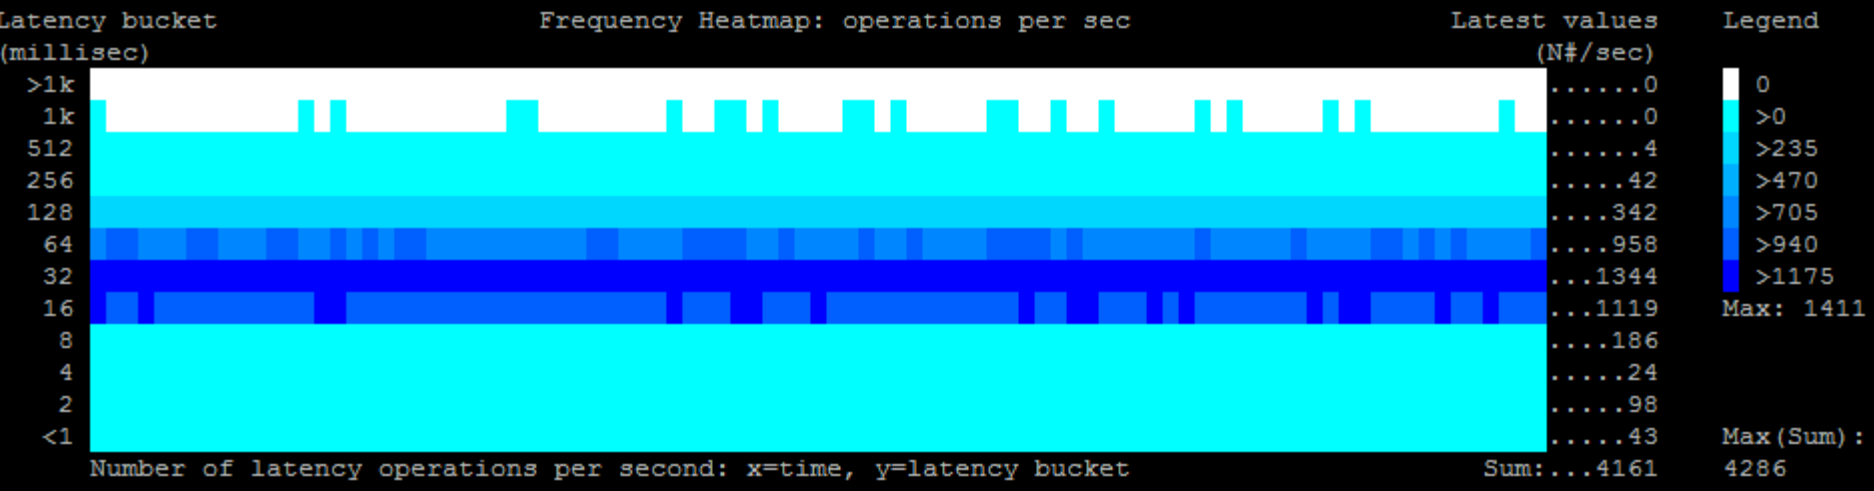 Latency bucket Frequency Heatmap: operations per sec Latest values Legend
(millisec) (N#/sec)
>1k ......0 0
1k ......0 >0
512 ......4 >235
256 .....42 >470
128 ....342 >705
64 ....958 >940
32 ...1344 >1175
16 ...1119 Max: 1411
8 ....186
4 .....24
2 .....98
<1 .....43 Max(Sum):
Number of latency operations per second: x=time, y=latency bucket Sum:...4161 4286